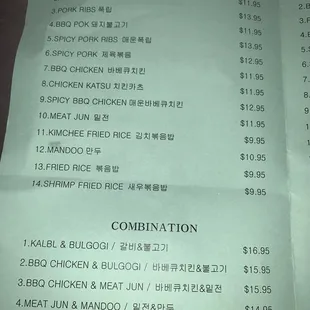 $11.95
3.PORK RIBS 폭립 $13.95
4.BBQ POK 돼지불고기 $11.95
5.SPICY PORK RIBS 매운폭립 $13.95
6.SPICY PORK 제육볶음 $12.95
7.BBQ CHICKEN 바베큐치킨 $11.95
8.CHICKEN KATSU 치킨카츠 $11.95
9.SPICY BBQ CHICKEN 매운바베큐치킨 $12.95
10.MEAT JUN 밑전 $11.95
11.KIMCHEE FRIED RICE 김치볶음밥 $9.95
12.MANDOO 만두 $10.95
13.FRIED RICE 볶음밥 $9.95
14.SHRIMP FRIED RICE 새우볶음밥 $9.95
COMBINATION
1.KALBL & BULGOGI / 갈비&불고기 $16.95
2.BBQ CHICKEN & BULGOGI / 바베큐치킨&불고기 $15.95
3.BBQ CHICKEN & MEAT JUN / 바베큐치킨&밑전 $15.95
4.MEAT JUN & MANDOO / 밑전&만두 $14.95